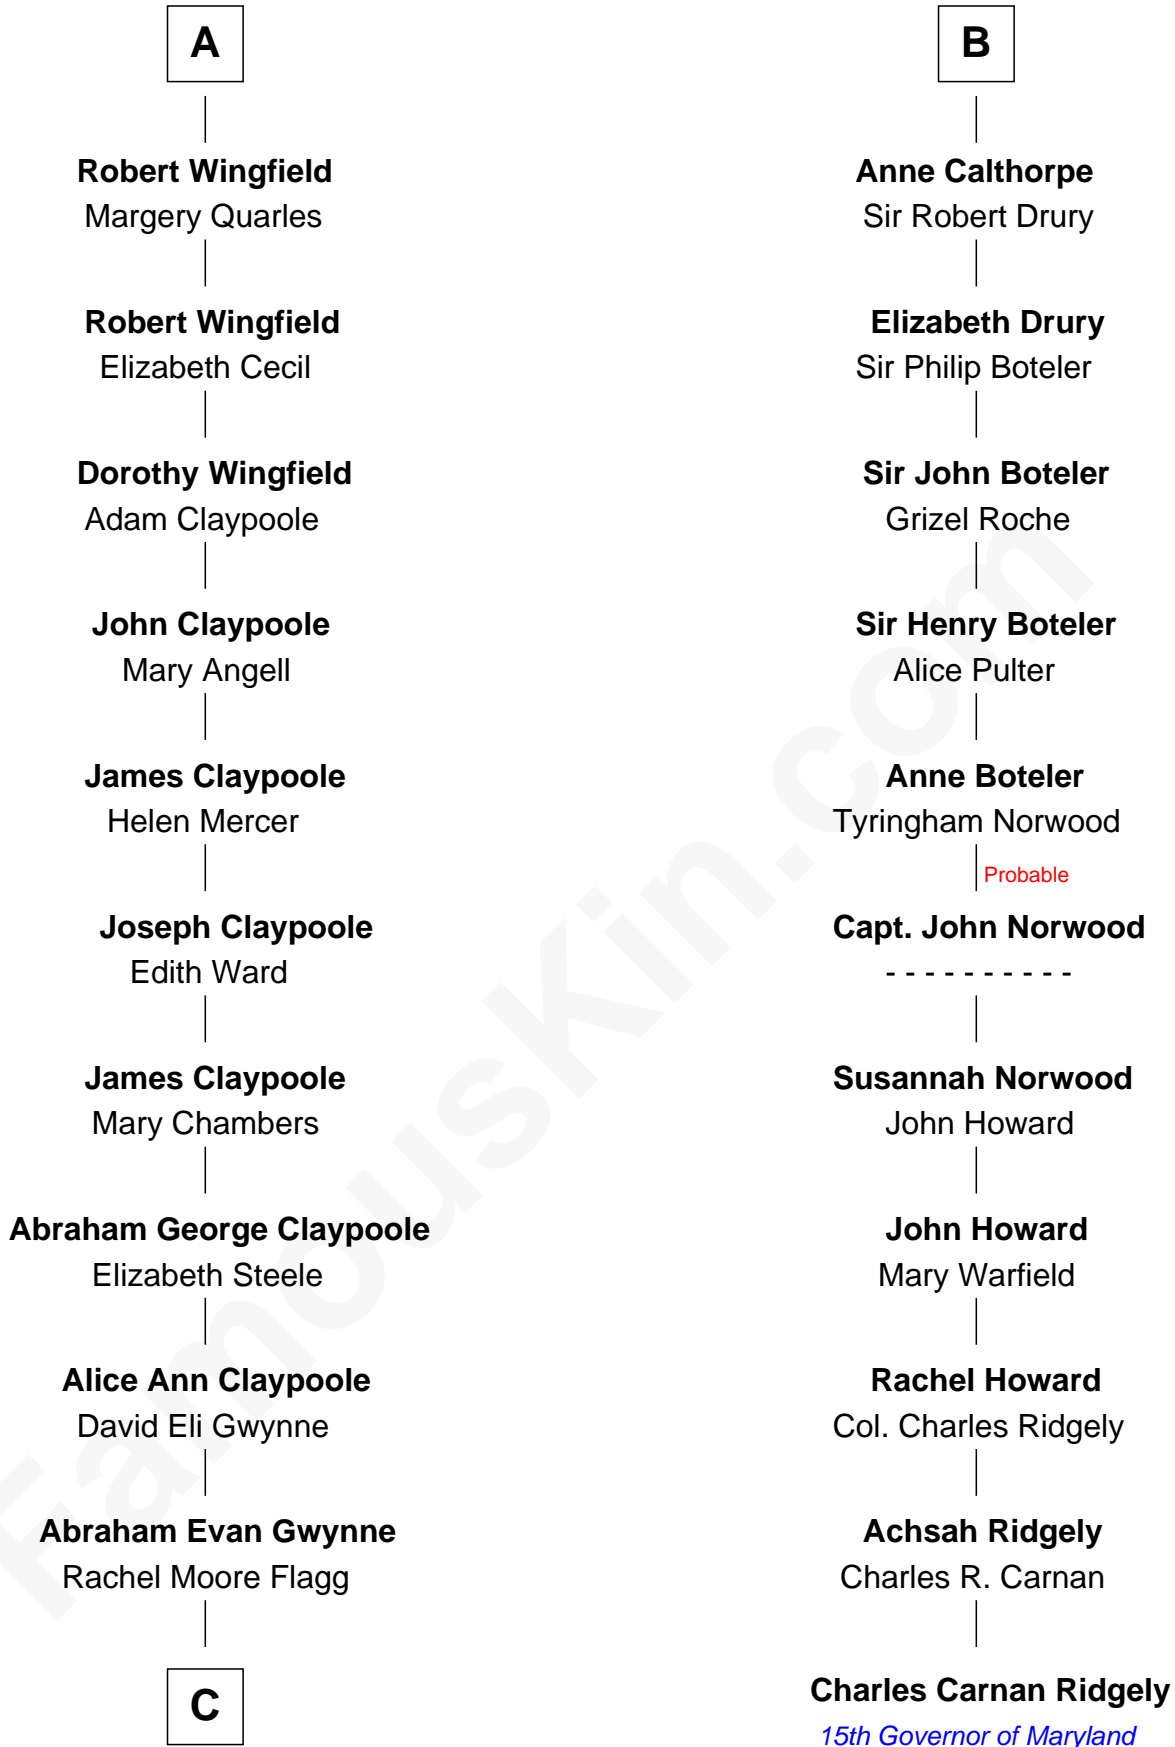 A
Robert Wingfield
Margery Quarles
Robert Wingfield
Elizabeth Cecil
Dorothy Wingfield
Adam Claypoole
John Claypoole
Mary Angell
James Claypoole
Helen Mercer
Joseph Claypoole
Edith Ward
James Claypoole
Mary Chambers
Abraham George Claypoole
Elizabeth Steele
Alice Ann Claypoole
David Eli Gwynne
Abraham Evan Gwynne
Rachel Moore Flagg
C
B
Anne Calthorpe
Sir Robert Drury
Elizabeth Drury
Sir Philip Boteler
Sir John Boteler
Grizel Roche
Sir Henry Boteler
Alice Pulter
Anne Boteler
Tyringham Norwood
Probable
Capt. John Norwood
- - - - - - - - - -
Susannah Norwood
John Howard
John Howard
Mary Warfield
Rachel Howard
Col. Charles Ridgely
Achsah Ridgely
Charles R. Carnan
Charles Carnan Ridgely
15th Governor of Maryland
FamousKin.com